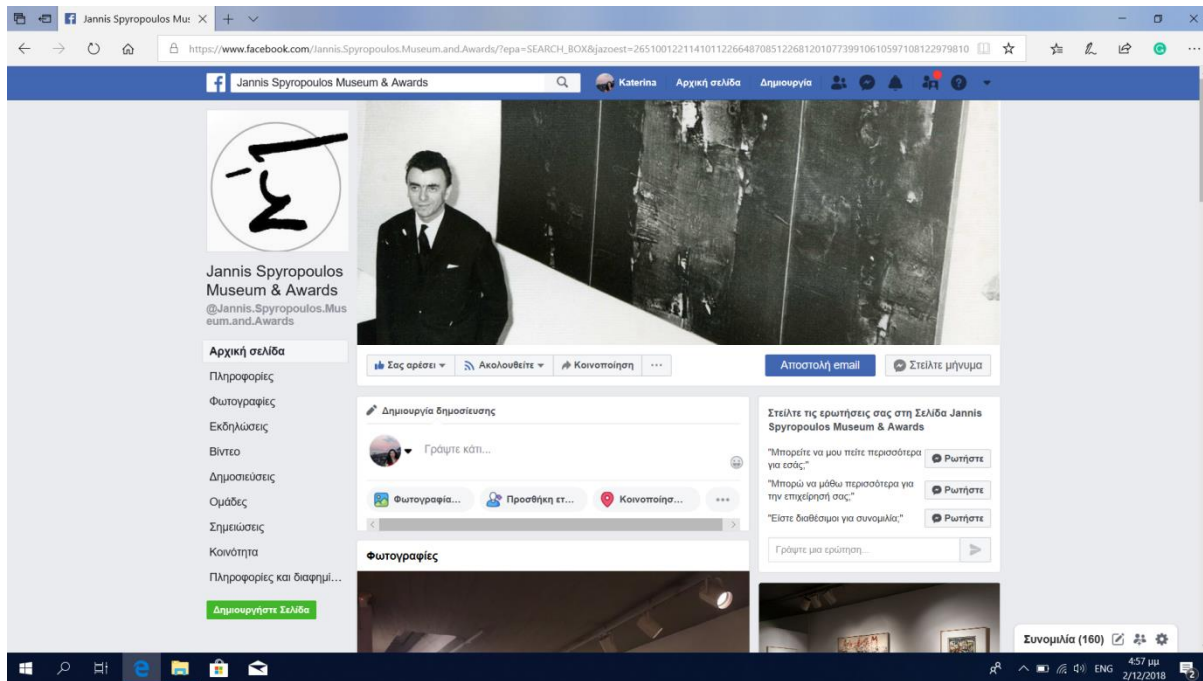 Jannis Spyropoulos Mus
https://www.facebook.com/Jannis.Spyropoulos.Museum.and.Awards/?epa=SEARCH_BOX&jazoest=
Jannis Spyropoulos Museum & Awards
Katerina Αρχική σελίδα Δημιουργία
Jannis Spyropoulos
Museum & Awards
@Jannis.Spyropoulos.Mus
eum.and.Awards
Αρχική σελίδα
Πληροφορίες
Φωτογραφίες
Εκδηλώσεις
Βίντεο
Δημοσιεύσεις
Ομάδες
Σημειώσεις
Κοινότητα
Πληροφορίες και διαφημί...
Δημιουργήστε Σελίδα
Σας αρέσει Ακολουθείτε Κοινοποίηση ...
Αποστολή email Στείλτε μήνυμα
Δημιουργία δημοσίευσης
Γράψτε κάτι...
Φωτογραφία... Προσθήκη ετ... Κοινοποίησ...
Φωτογραφίες
Στείλτε τις ερωτήσεις σας στη Σελίδα Jannis
Spyropoulos Museum & Awards
"Μπορείτε να μου πείτε περισσότερα
για εσάς;"
Ρωτήστε
"Μπορώ να μάθω περισσότερα για
την επιχείρησή σας;"
Ρωτήστε
"Είστε διαθέσιμοι για συνομιλία;"
Ρωτήστε
Γράψτε μια ερώτηση...
Συνομιλία (160)
ENG
4:57 μμ
2/12/2018